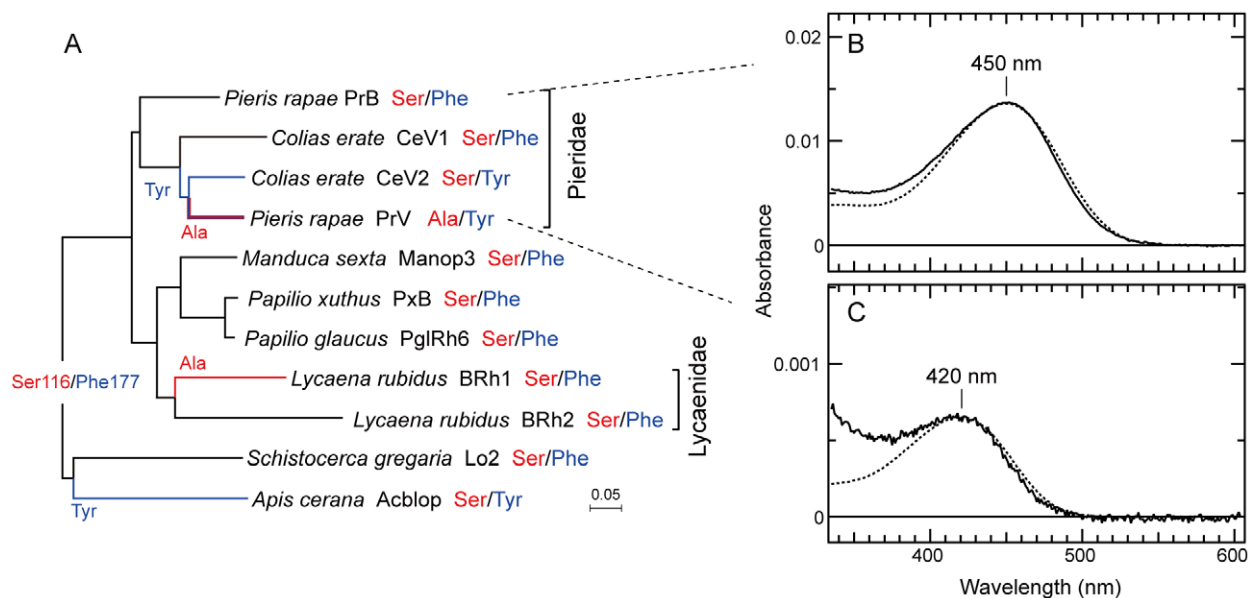 A
Pieris rapae PrB Ser/Phe
Colias erate CeV1 Ser/Phe
Tyr
Colias erate CeV2 Ser/Tyr
Pieris rapae PrV Ala/Tyr
Ala
Pieridae
Manduca sexta Manop3 Ser/Phe
Papilio xuthus PxB Ser/Phe
Papilio glaucus PglRh6 Ser/Phe
Ala
Ser116/Phe177
Lycaena rubidus BRh1 Ser/Phe
Lycaena rubidus BRh2 Ser/Phe
Lycaenidae
Schistocerca gregaria Lo2 Ser/Phe
Apis cerana Acblop Ser/Tyr
Tyr
0.05
B
0.02
450 nm
0.01
0
Absorbance
C
420 nm
0.001
0
400 500 600
Wavelength (nm)